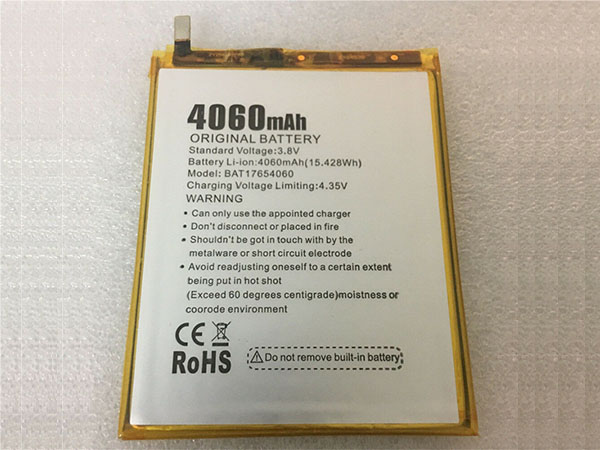 4060mAh
ORIGINAL BATTERY
Standard Voltage:3.8V
Battery Li-ion:4060mAh(15.428Wh)
Model: BAT17654060
Charging Voltage Limiting:4.35V
WARNING
• Can only use the appointed charger
• Don't disconnect or placed in fire
• Shouldn't be got in touch with by the
metalware or short circuit electrode
• Avoid readjusting oneself to a certain extent
being put in hot shot
(Exceed 60 degrees centigrade)moistness or
coorode environment
CE
RoHS
⚠Do not remove built-in battery